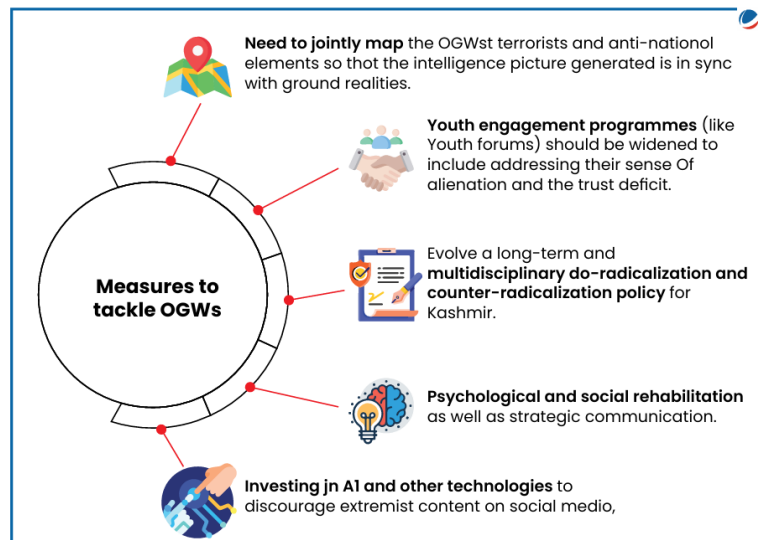 Need to jointly map the OGWst terrorists and anti-nationol
elements so thot the intelligence picture generated is in sync
with ground realities.
Youth engagement programmes (like
Youth forums) should be widened to
include addressing their sense Of
alienation and the trust deficit.
Measures to
tackle OGWs
Evolve a long-term and
multidisciplinary do-radicalization and
counter-radicalization policy for
Kashmir.
Psychological and social rehabilitation
as well as strategic communication.
Investing jn A1 and other technologies to
discourage extremist content on social medio,